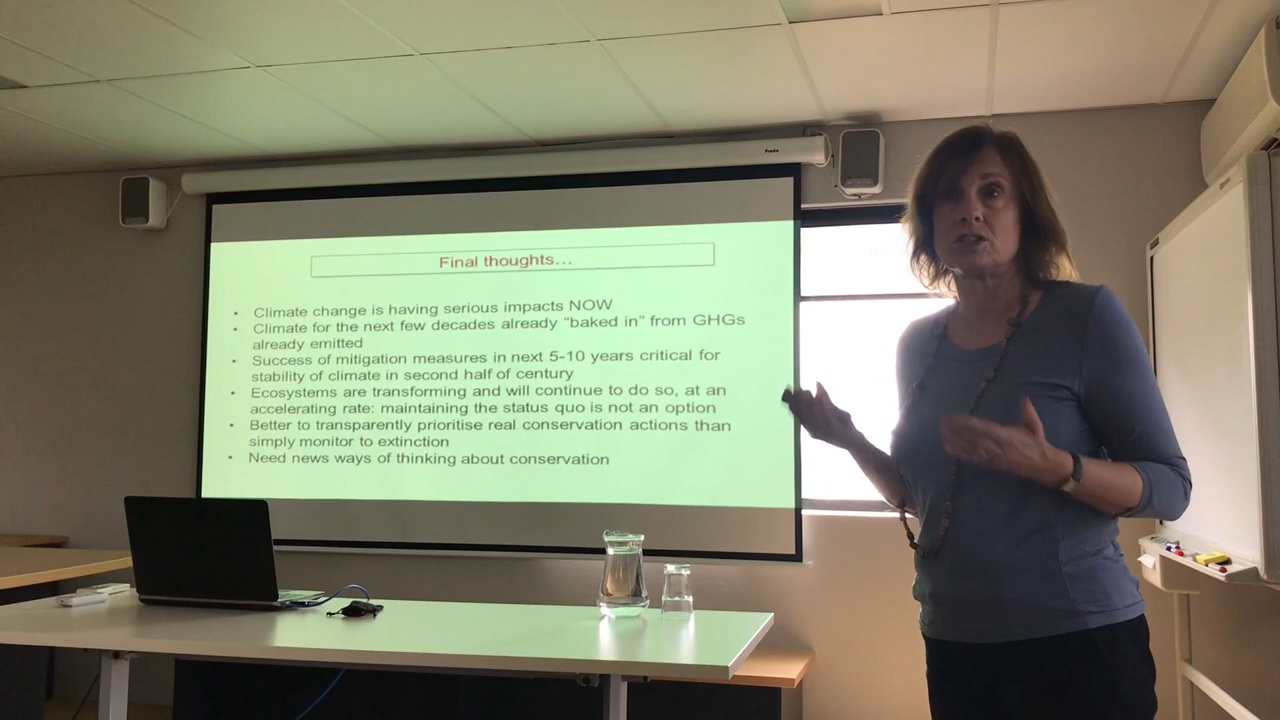 Final thoughts...
• Climate change is having serious impacts NOW
• Climate for the next few decades already “baked in” from GHGs
already emitted
• Success of mitigation measures in next 5-10 years critical for
stability of climate in second half of century
• Ecosystems are transforming and will continue to do so, at an
accelerating rate: maintaining the status quo is not an option
• Better to transparently prioritise real conservation actions than
simply monitor to extinction
• Need news ways of thinking about conservation